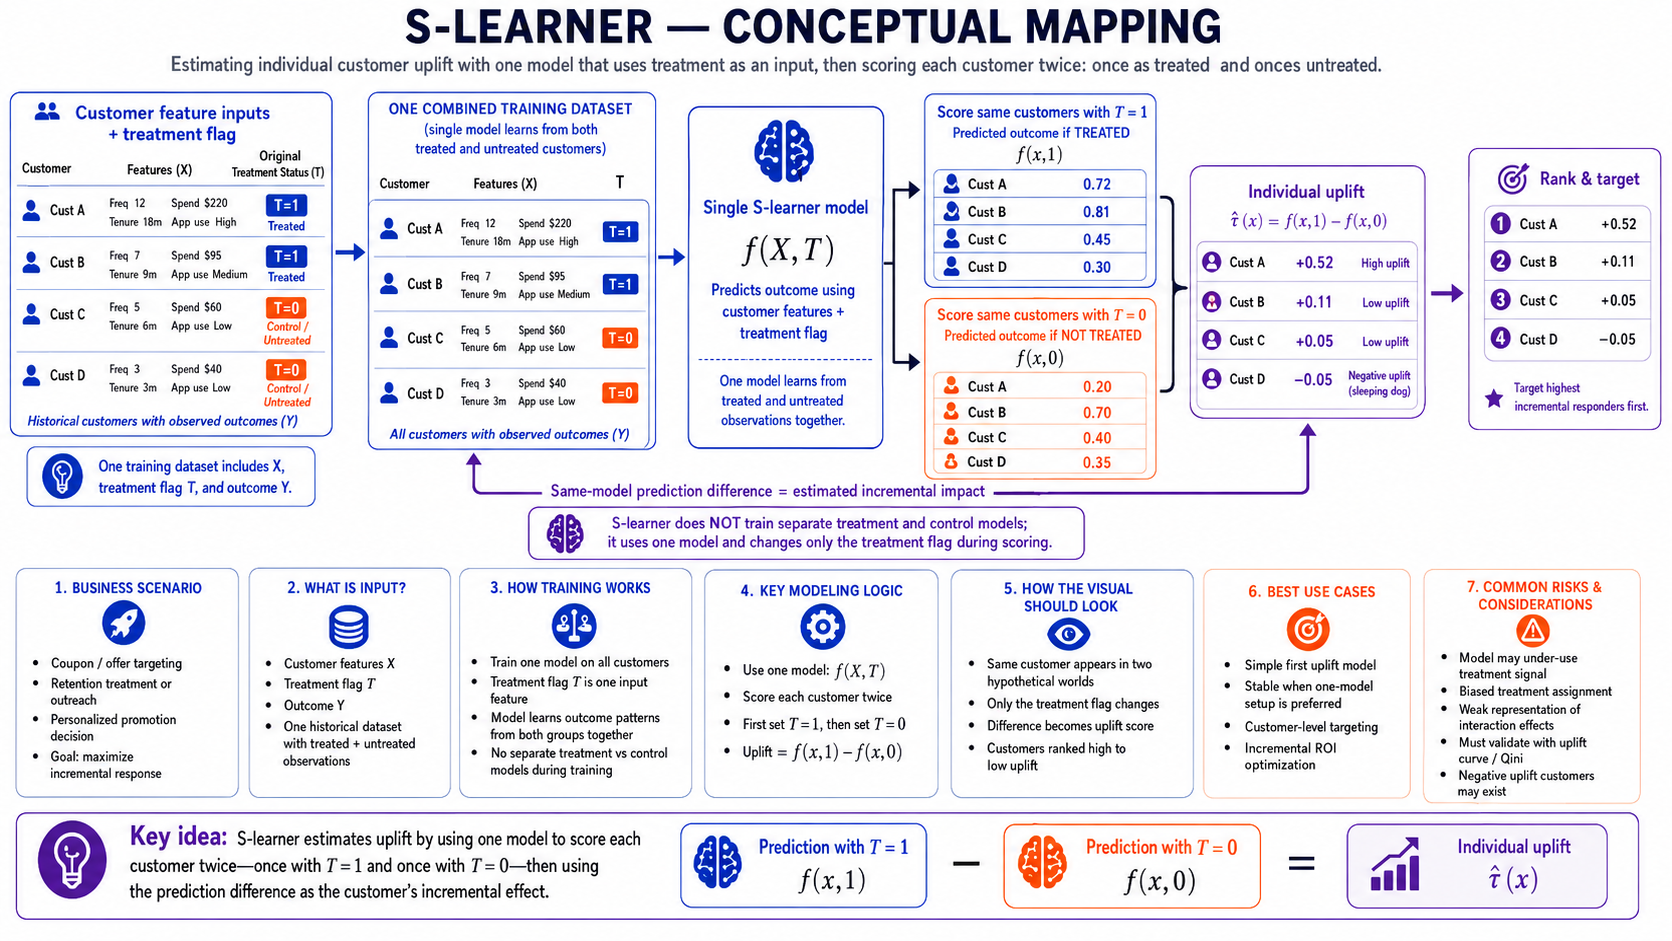 S-LEARNER — CONCEPTUAL MAPPING
Estimating individual customer uplift with one model that uses treatment as an input, then scoring each customer twice: once as treated and onces untreated.
Customer feature inputs
+ treatment flag
Customer Features (X) Original
Treatment Status (T)
Cust A Freq 12 Spend $220 T=1
Tenure 18m App use High Treated
Cust B Freq 7 Spend $95 T=1
Tenure 9m App use Medium Treated
Cust C Freq 5 Spend $60 T=0
Tenure 6m App use Low Control /
Untreated
Cust D Freq 3 Spend $40 T=0
Tenure 3m App use Low Control /
Untreated
Historical customers with observed outcomes (Y)
One training dataset includes X,
treatment flag T, and outcome Y.
ONE COMBINED TRAINING DATASET
(single model learns from both
treated and untreated customers)
Customer Features (X) T
Cust A Freq 12 Spend $220 T=1
Tenure 18m App use High
Cust B Freq 7 Spend $95 T=1
Tenure 9m App use Medium
Cust C Freq 5 Spend $60 T=0
Tenure 6m App use Low
Cust D Freq 3 Spend $40 T=0
Tenure 3m App use Low
All customers with observed outcomes (Y)
Single S-learner model
f(X, T)
Predicts outcome using
customer features +
treatment flag
One model learns from
treated and untreated
observations together.
Score same customers with T = 1
Predicted outcome if TREATED
f(x,1)
Cust A 0.72
Cust B 0.81
Cust C 0.45
Cust D 0.30
Score same customers with T = 0
Predicted outcome if NOT TREATED
f(x,0)
Cust A 0.20
Cust B 0.70
Cust C 0.40
Cust D 0.35
Individual uplift
τ̂ (x) = f(x,1) − f(x,0)
Cust A +0.52 High uplift
Cust B +0.11 Low uplift
Cust C +0.05 Low uplift
Cust D −0.05 Negative uplift
(sleeping dog)
Rank & target
1 Cust A +0.52
2 Cust B +0.11
3 Cust C +0.05
4 Cust D −0.05
Target highest
incremental responders first.
Same-model prediction difference = estimated incremental impact
S-learner does NOT train separate treatment and control models;
it uses one model and changes only the treatment flag during scoring.
1. BUSINESS SCENARIO
• Coupon / offer targeting
• Retention treatment or
outreach
• Personalized promotion
decision
• Goal: maximize
incremental response
2. WHAT IS INPUT?
• Customer features X
• Treatment flag T
• Outcome Y
• One historical dataset
with treated + untreated
observations
3. HOW TRAINING WORKS
• Train one model on all customers
• Treatment flag T is one input
feature
• Model learns outcome patterns
from both groups together
• No separate treatment vs control
models during training
4. KEY MODELING LOGIC
• Use one model: f(X, T)
• Score each customer twice
• First set T = 1, then set T = 0
• Uplift = f(x,1) − f(x,0)
5. HOW THE VISUAL
SHOULD LOOK
• Same customer appears in two
hypothetical worlds
• Only the treatment flag changes
• Difference becomes uplift score
• Customers ranked high to
low uplift
6. BEST USE CASES
• Simple first uplift model
• Stable when one-model
setup is preferred
• Customer-level targeting
• Incremental ROI
optimization
7. COMMON RISKS &
CONSIDERATIONS
• Model may under-use
treatment signal
• Biased treatment assignment
• Weak representation of
interaction effects
• Must validate with uplift
curve / Qini
• Negative uplift customers
may exist
Key idea: S-learner estimates uplift by using one model to score each
customer twice—once with T = 1 and once with T = 0—then using
the prediction difference as the customer's incremental effect.
Prediction with T = 1
f(x,1)
−
Prediction with T = 0
f(x,0)
=
Individual uplift
τ̂ (x)